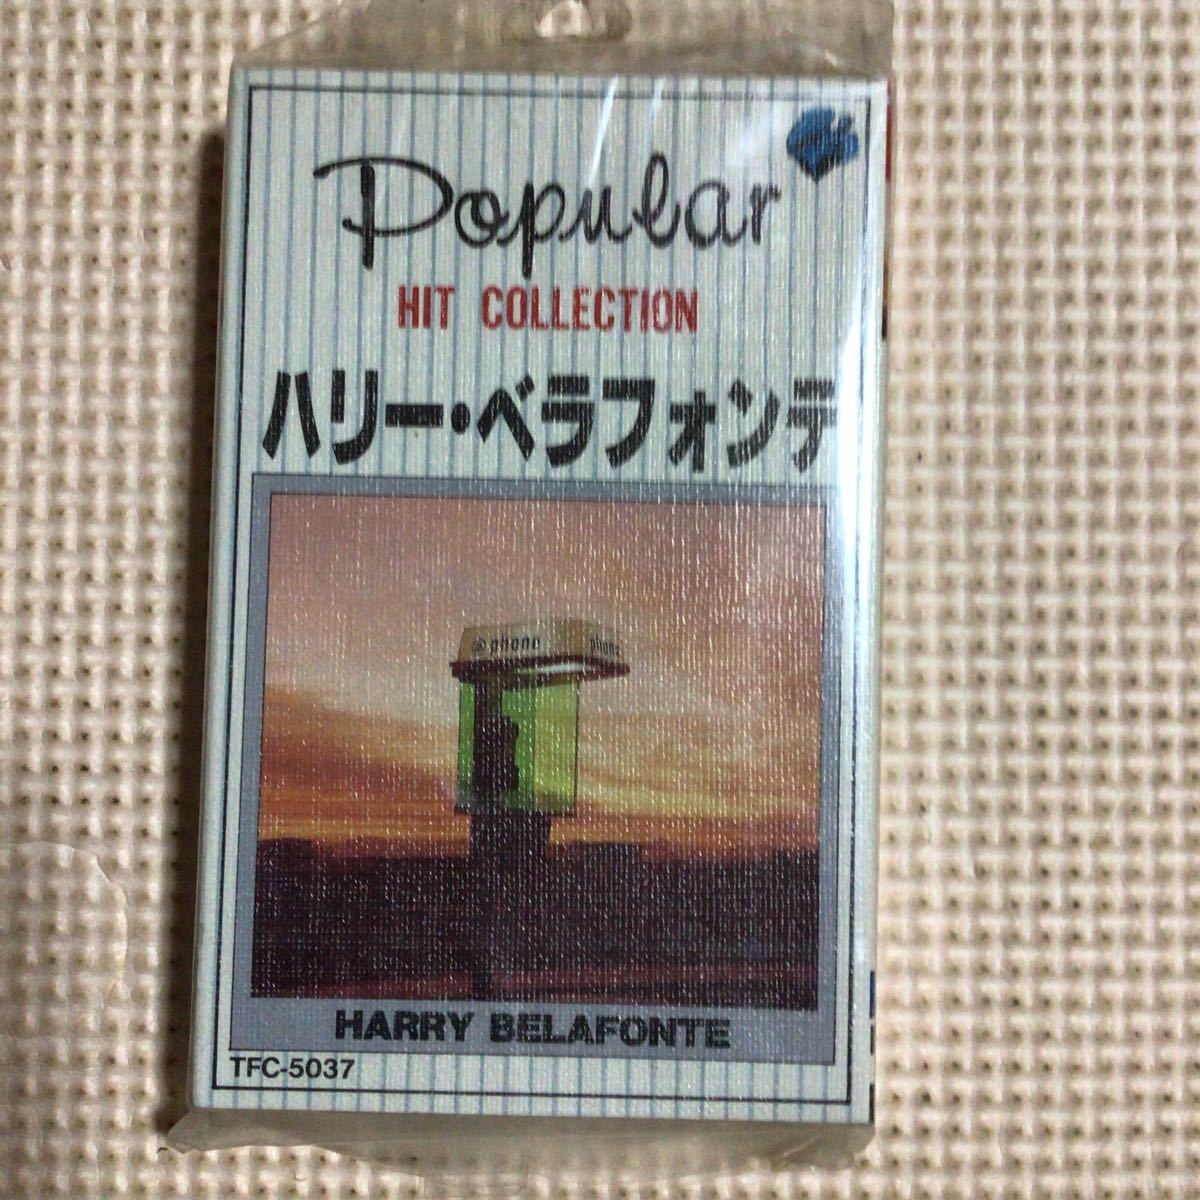 Popular
HIT COLLECTION
ハリー・ベラフォンテ
phone phone
HARRY BELAFONTE
TFC-5037